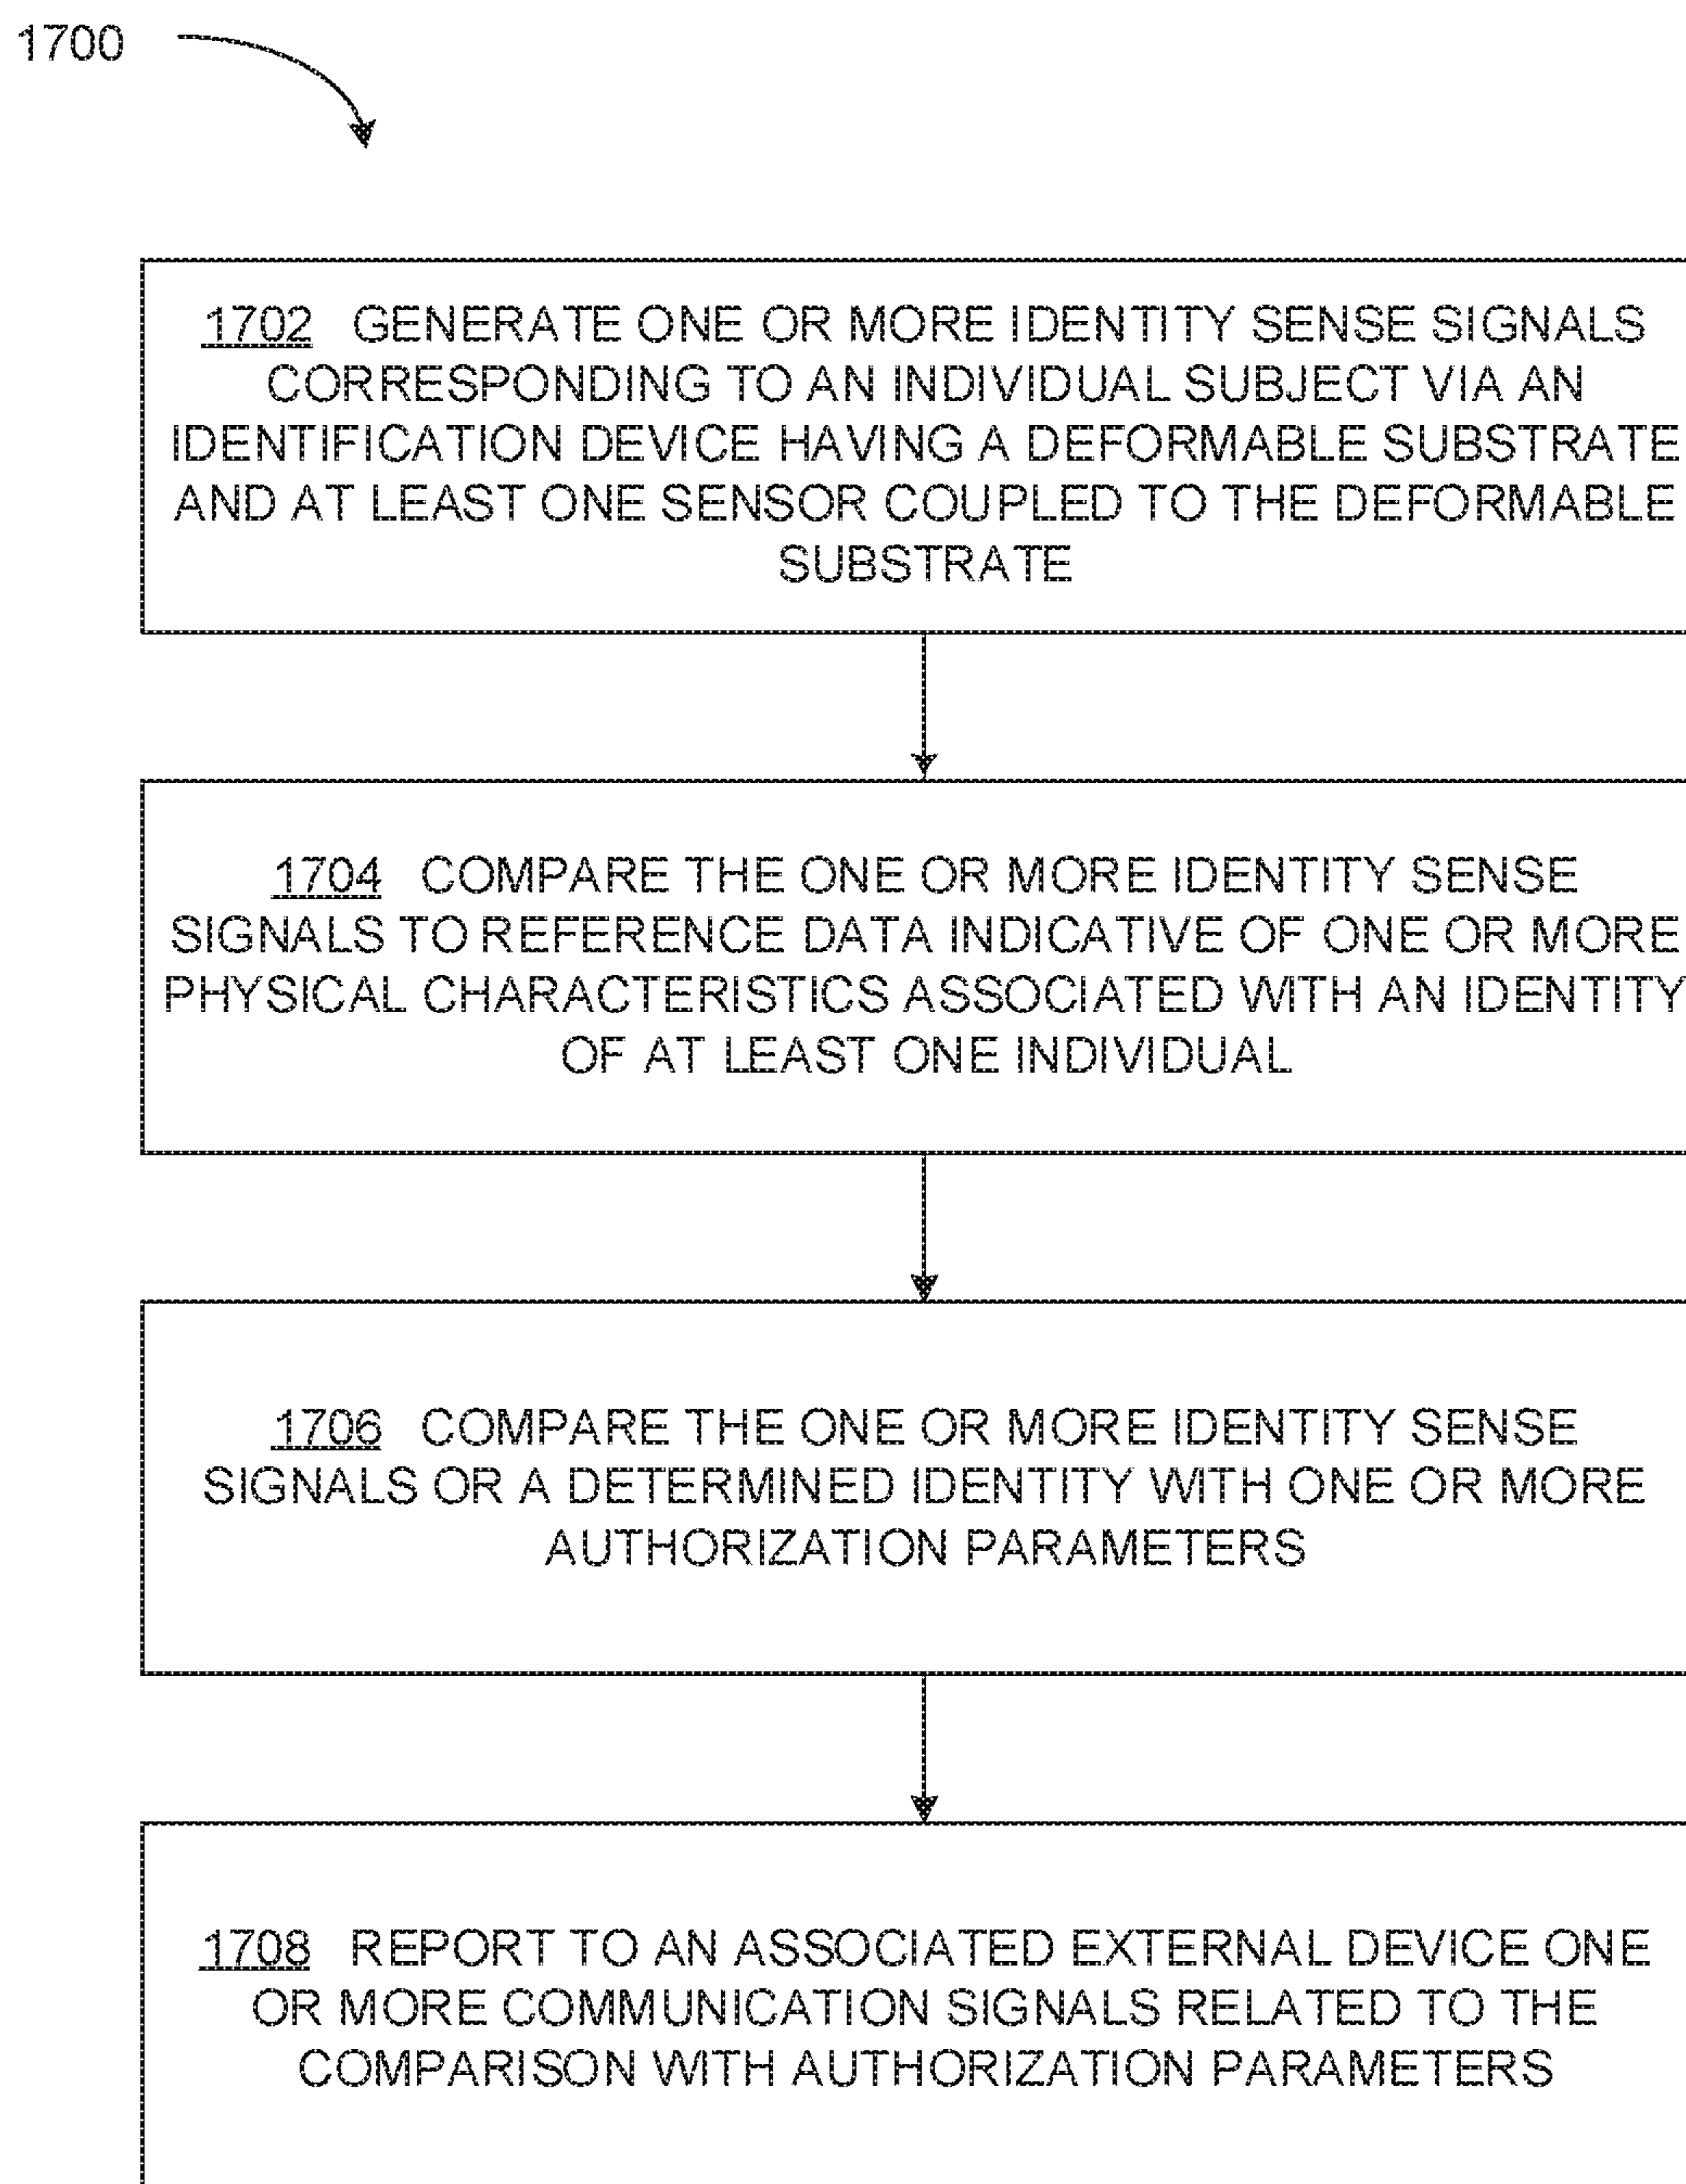 1700
1702 GENERATE ONE OR MORE IDENTITY SENSE SIGNALS
CORRESPONDING TO AN INDIVIDUAL SUBJECT VIA AN
IDENTIFICATION DEVICE HAVING A DEFORMABLE SUBSTRATE
AND AT LEAST ONE SENSOR COUPLED TO THE DEFORMABLE
SUBSTRATE
1704 COMPARE THE ONE OR MORE IDENTITY SENSE
SIGNALS TO REFERENCE DATA INDICATIVE OF ONE OR MORE
PHYSICAL CHARACTERISTICS ASSOCIATED WITH AN IDENTITY
OF AT LEAST ONE INDIVIDUAL
1706 COMPARE THE ONE OR MORE IDENTITY SENSE
SIGNALS OR A DETERMINED IDENTITY WITH ONE OR MORE
AUTHORIZATION PARAMETERS
1708 REPORT TO AN ASSOCIATED EXTERNAL DEVICE ONE
OR MORE COMMUNICATION SIGNALS RELATED TO THE
COMPARISON WITH AUTHORIZATION PARAMETERS